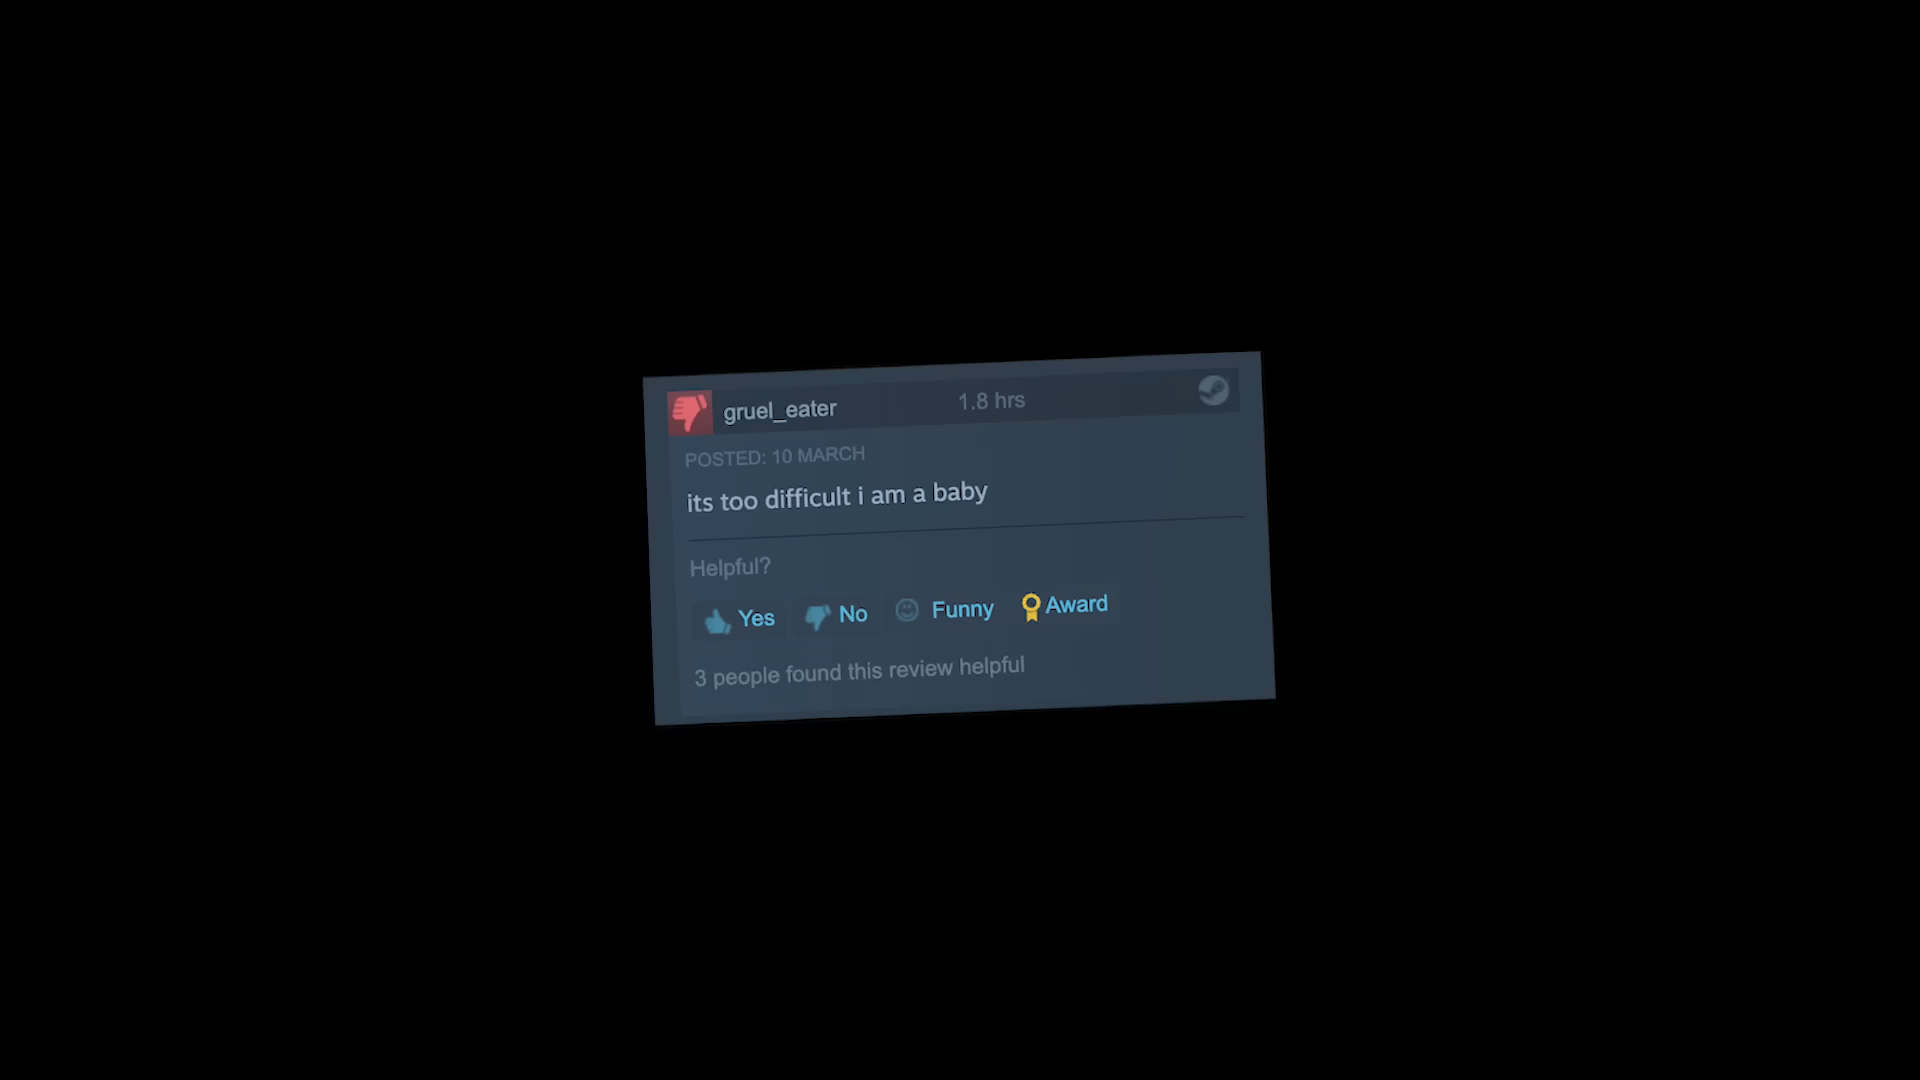 gruel_eater 1.8 hrs
POSTED: 10 MARCH
its too difficult i am a baby
Helpful?
Yes No Funny Award
3 people found this review helpful